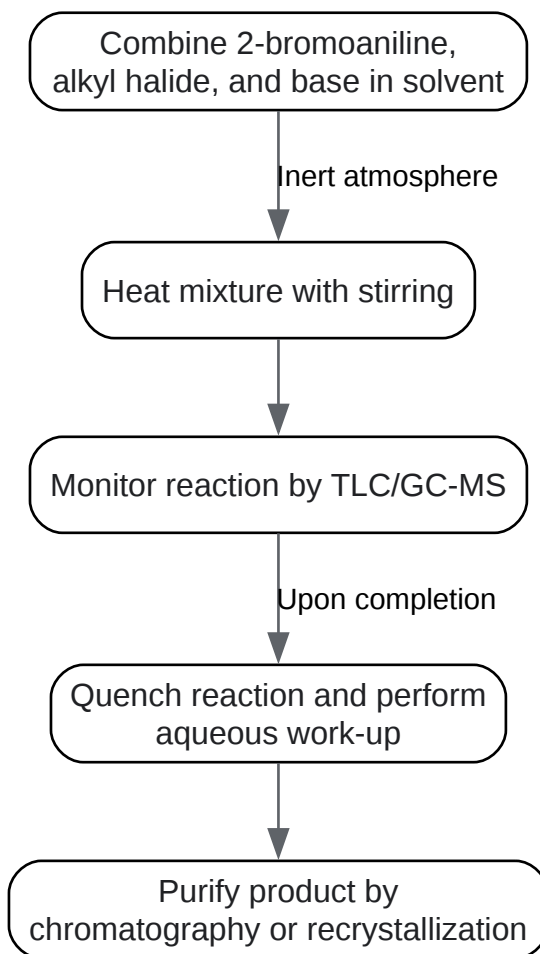 Combine 2-bromoaniline,
alkyl halide, and base in solvent
Inert atmosphere
Heat mixture with stirring
Monitor reaction by TLC/GC-MS
Upon completion
Quench reaction and perform
aqueous work-up
Purify product by
chromatography or recrystallization